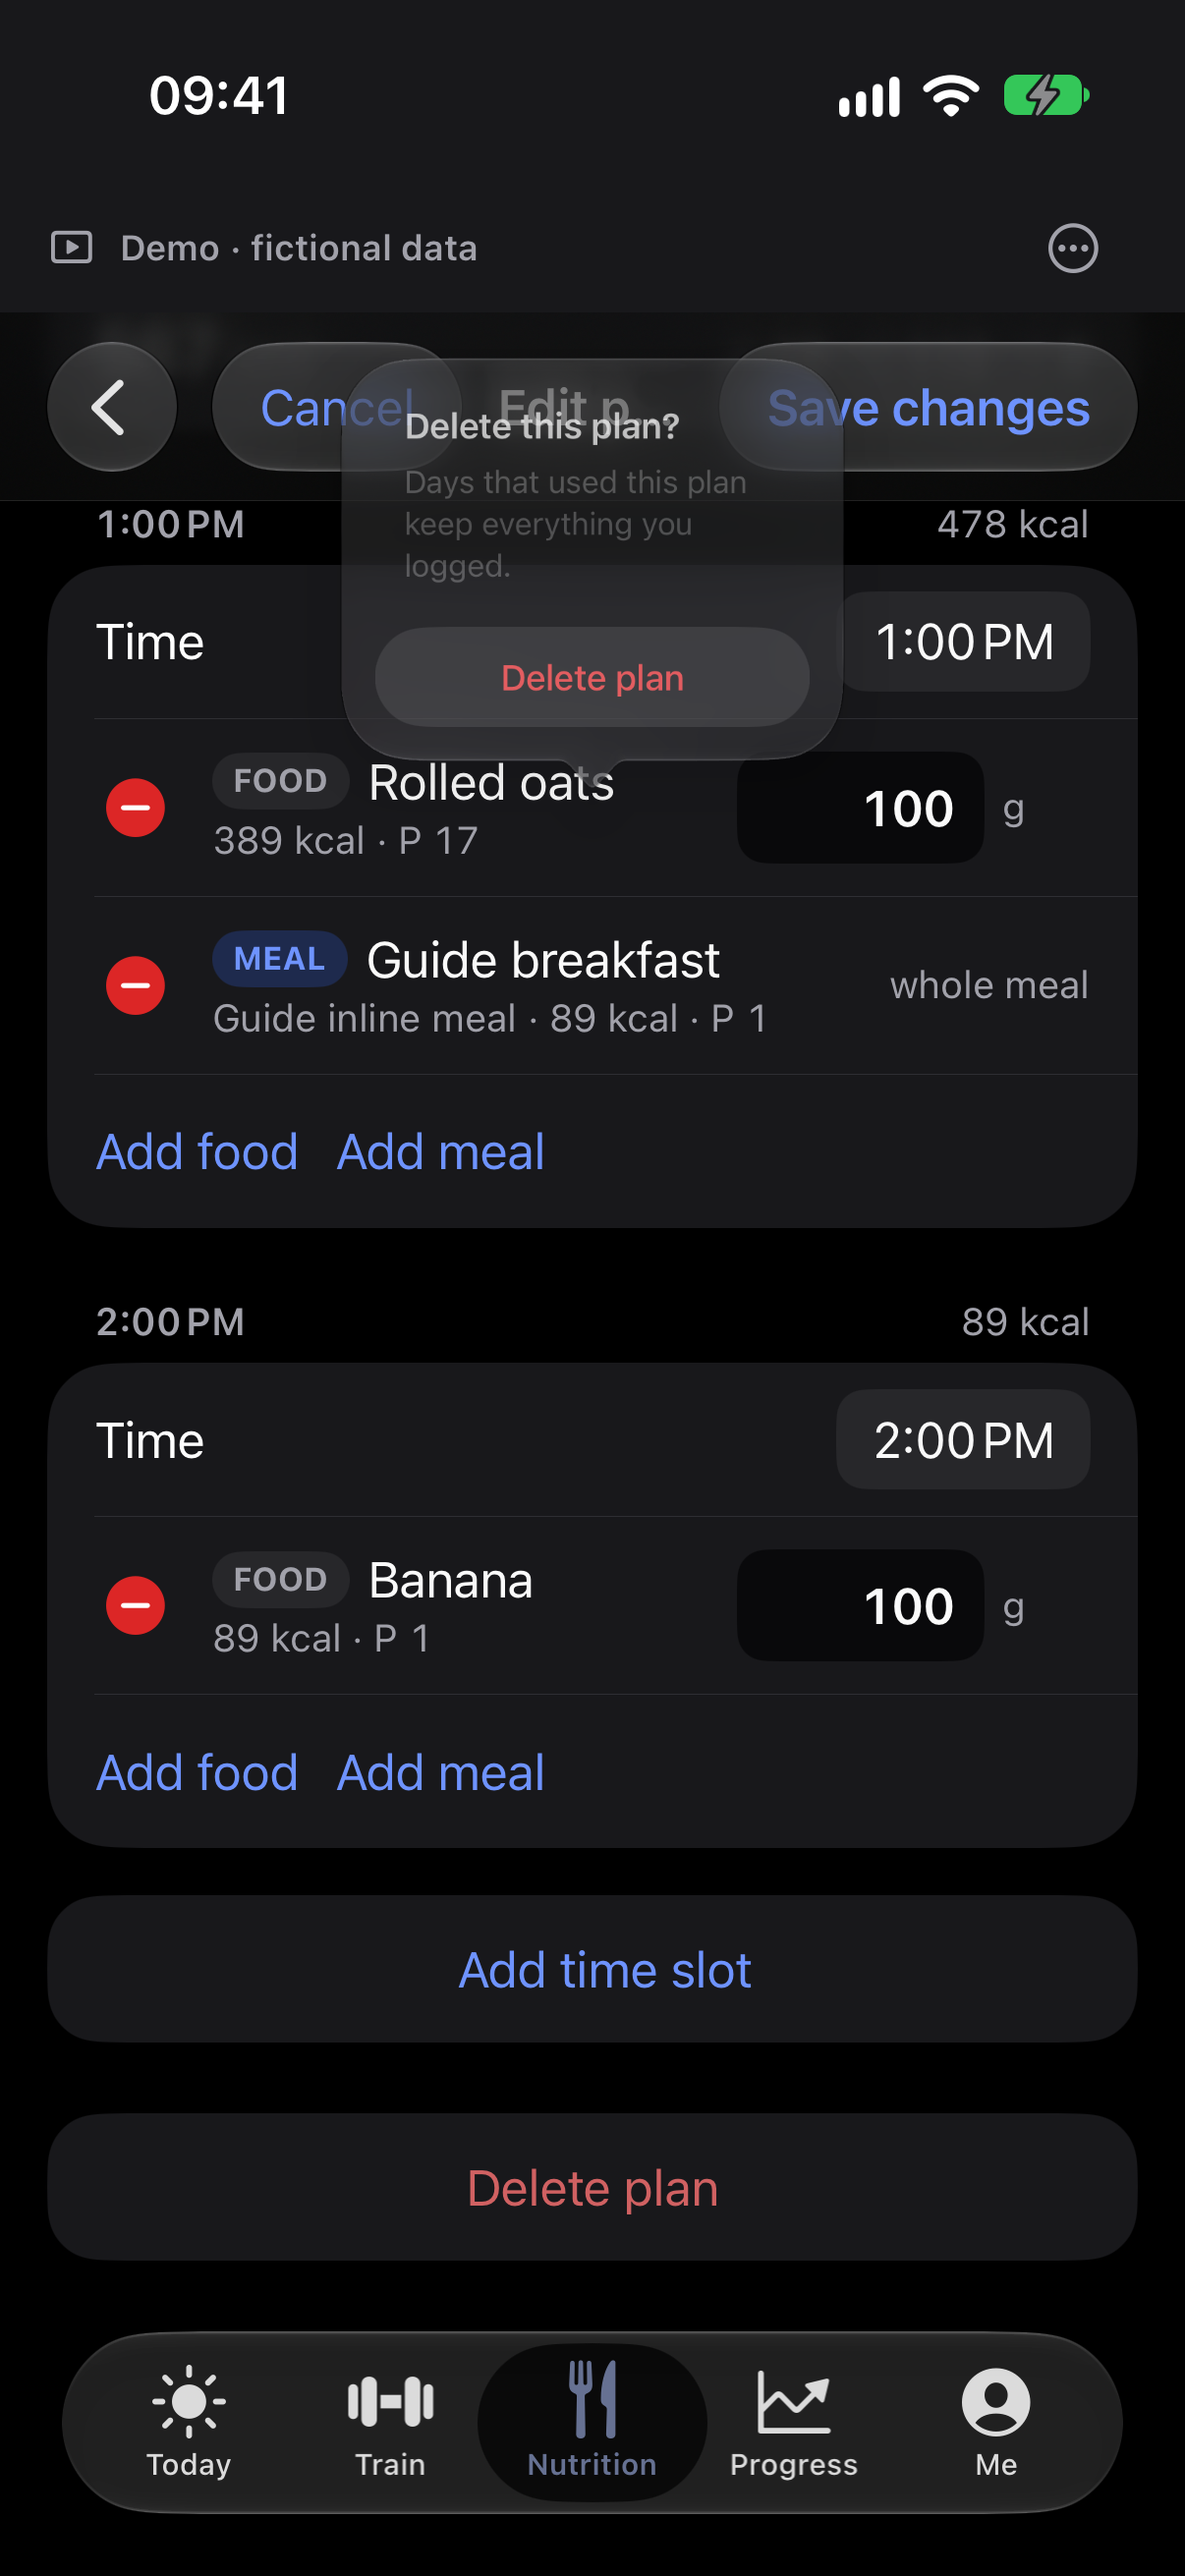 09:41
Demo · fictional data
Cancel
Edit p...
Save changes
Delete this plan?
Days that used this plan
keep everything you
logged.
Delete plan
1:00 PM
478 kcal
Time
1:00 PM
FOOD Rolled oats
389 kcal · P 17
100 g
MEAL Guide breakfast
Guide inline meal · 89 kcal · P 1
whole meal
Add food Add meal
2:00 PM
89 kcal
Time
2:00 PM
FOOD Banana
89 kcal · P 1
100 g
Add food Add meal
Add time slot
Delete plan
Today
Train
Nutrition
Progress
Me